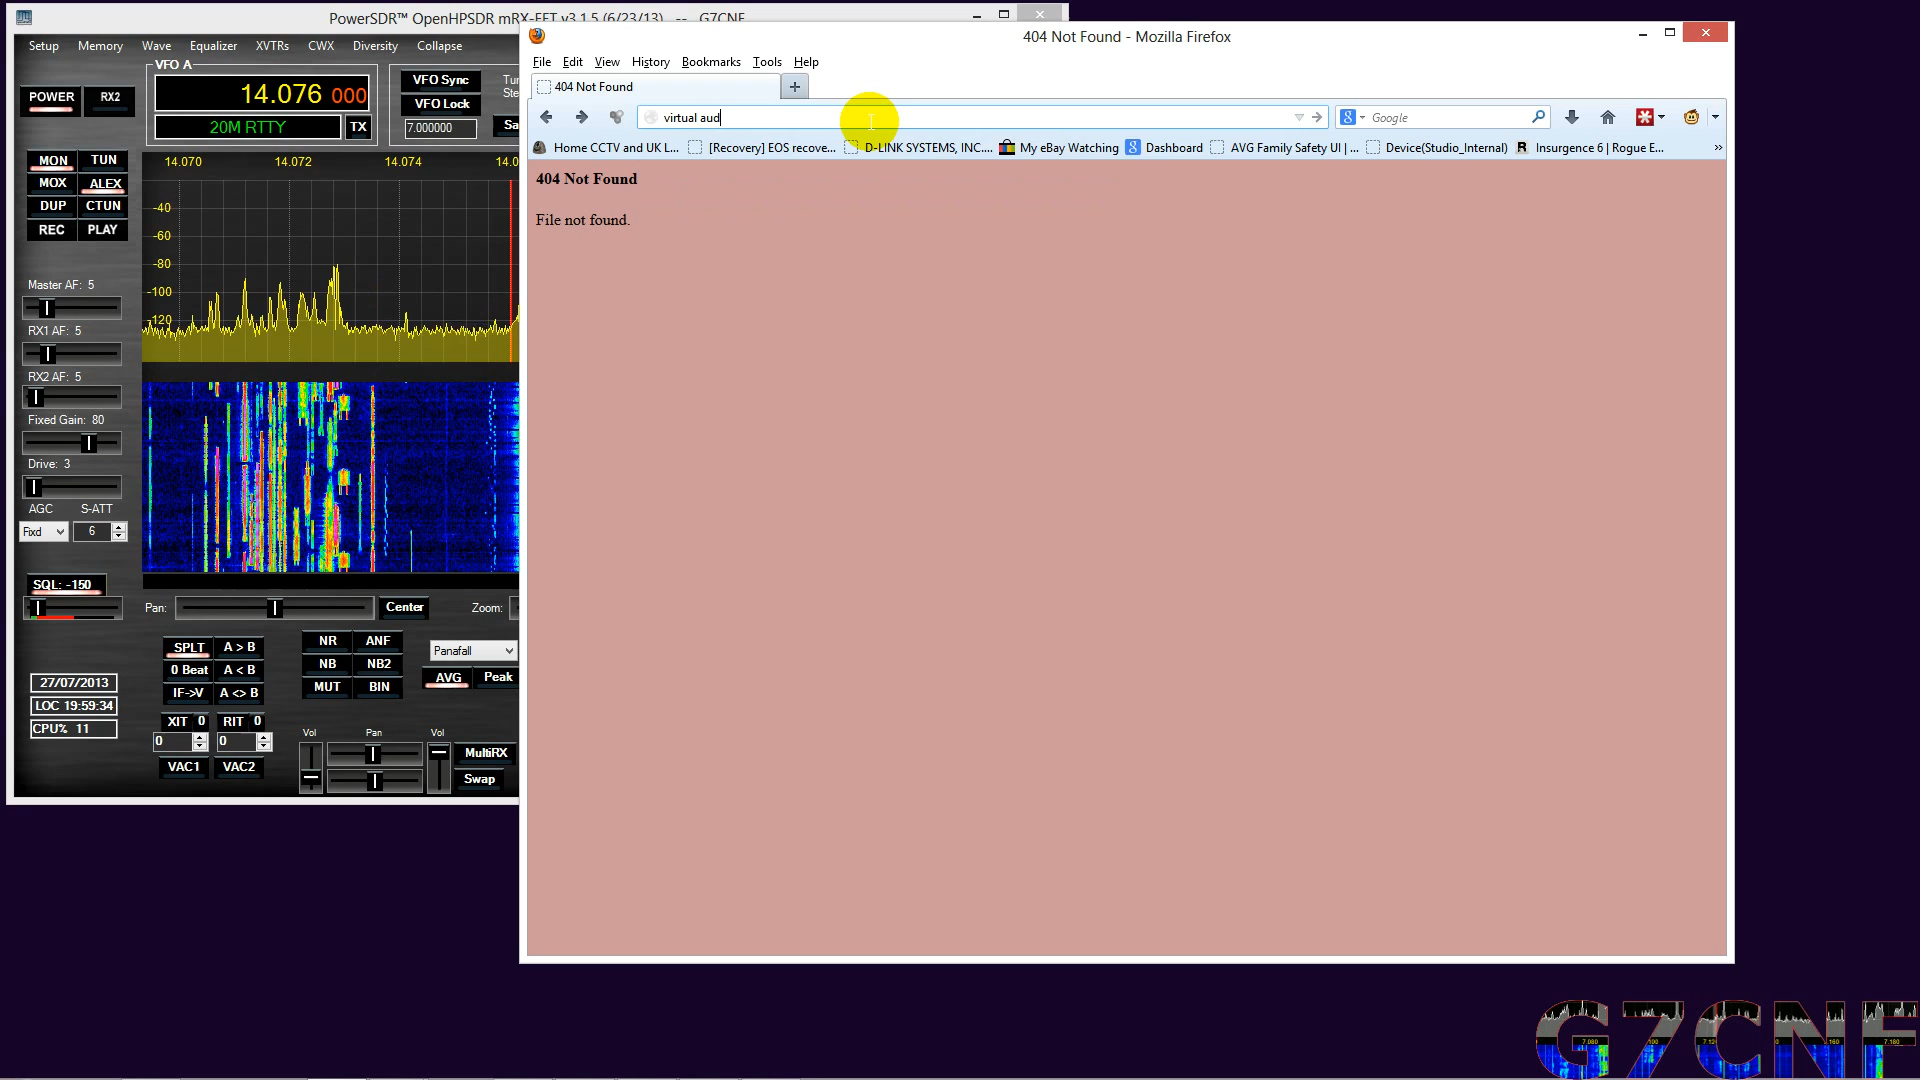 PowerSDR™ OpenHPSDR mRX-EFT v3.1.5 (6/23/13) -- G7CNF
Setup Memory Wave Equalizer XVTRs CWX Diversity Collapse
VFO A
14.076 000
20M RTTY TX
POWER RX2
VFO Sync
VFO Lock
7.000000
Tu
Ste
Sa
MON TUN
MOX ALEX
DUP CTUN
REC PLAY
14.070 14.072 14.074 14.0
-40
-60
-80
-100
-120
Master AF: 5
RX1 AF: 5
RX2 AF: 5
Fixed Gain: 80
Drive: 3
AGC S-ATT
Fixd 6
SQL: -150
Pan: Center Zoom:
SPLT A > B
0 Beat A < B
IF->V A <> B
XIT 0 RIT 0
0 0
VAC1 VAC2
NR ANF
NB NB2
MUT BIN
Panafall
AVG Peak
Vol Pan Vol
MultiRX
Swap
27/07/2013
LOC 19:59:34
CPU% 11
404 Not Found - Mozilla Firefox
File Edit View History Bookmarks Tools Help
404 Not Found
virtual aud
Google
Home CCTV and UK L... [Recovery] EOS recove... D-LINK SYSTEMS, INC.... My eBay Watching Dashboard AVG Family Safety UI |... Device(Studio_Internal) Insurgence 6 | Rogue E... »
404 Not Found
File not found.
G7CNF